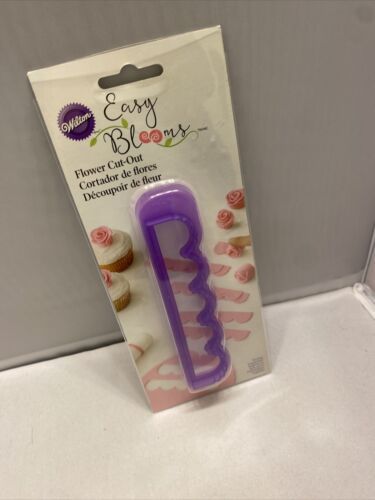 Wilton
Easy
Blooms
Flower Cut-Out
Cortador de flores
Découpoir de fleur